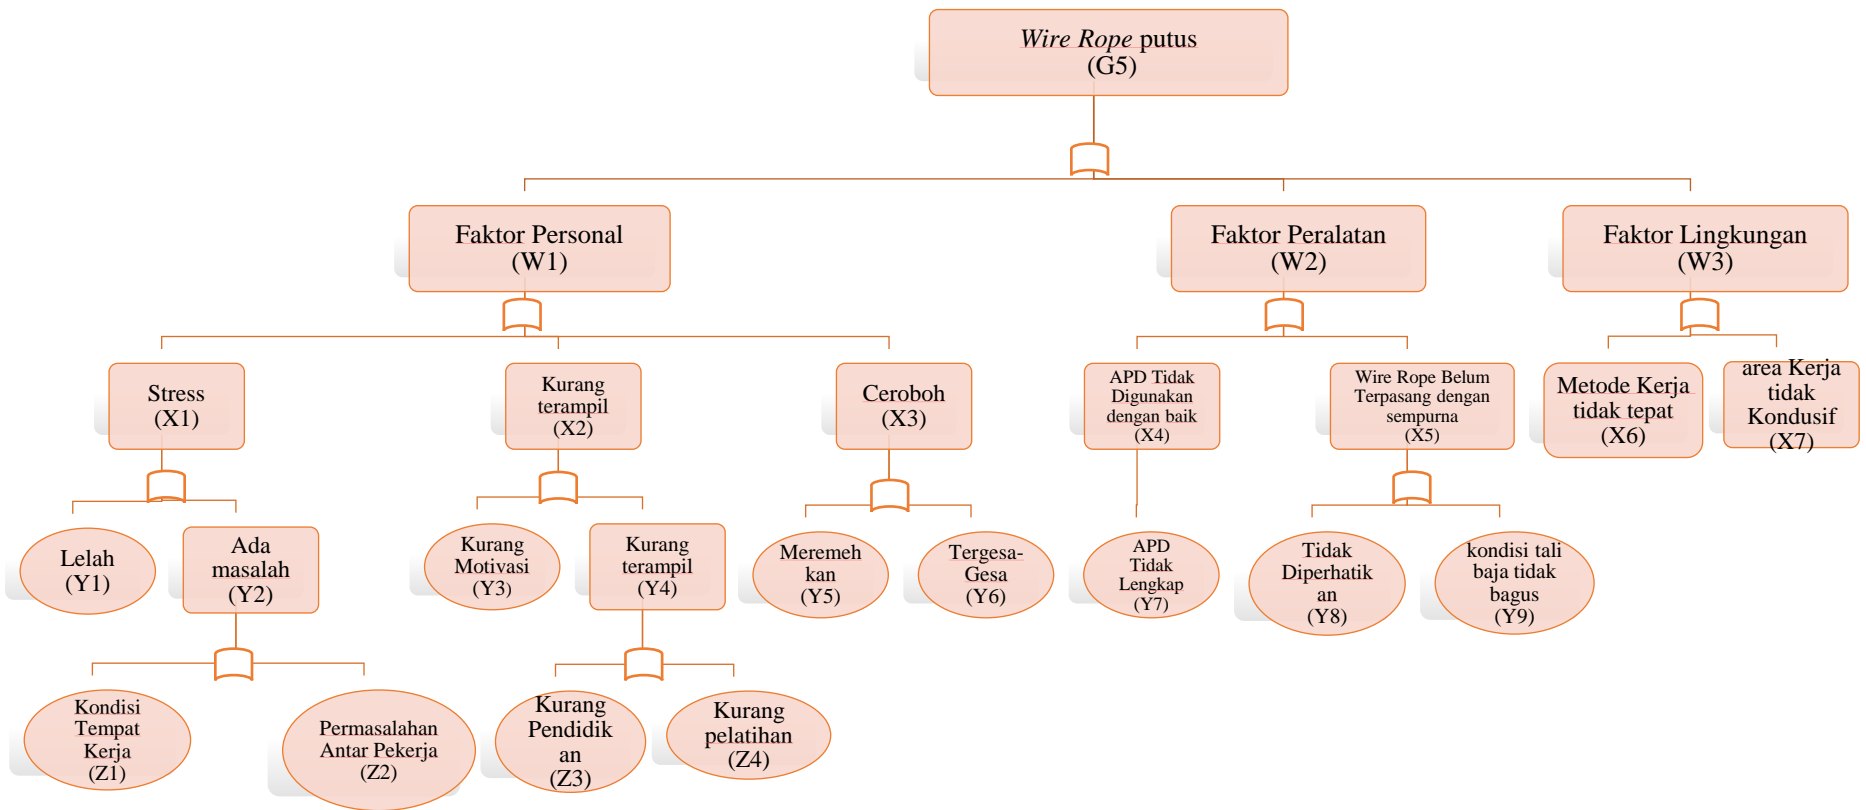 Wire Rope putus
(G5)
Faktor Personal
(W1)
Faktor Peralatan
(W2)
Faktor Lingkungan
(W3)
Stress
(X1)
Kurang
terampil
(X2)
Ceroboh
(X3)
APD Tidak
Digunakan
dengan baik
(X4)
Wire Rope Belum
Terpasang dengan
sempurna
(X5)
Metode Kerja
tidak tepat
(X6)
area Kerja
tidak
Kondusif
(X7)
Lelah
(Y1)
Ada
masalah
(Y2)
Kurang
Motivasi
(Y3)
Kurang
terampil
(Y4)
Meremeh
kan
(Y5)
Tergesa-
Gesa
(Y6)
APD
Tidak
Lengkap
(Y7)
Tidak
Diperhatik
an
(Y8)
kondisi tali
baja tidak
bagus
(Y9)
Kondisi
Tempat
Kerja
(Z1)
Permasalahan
Antar Pekerja
(Z2)
Kurang
Pendidik
an
(Z3)
Kurang
pelatihan
(Z4)